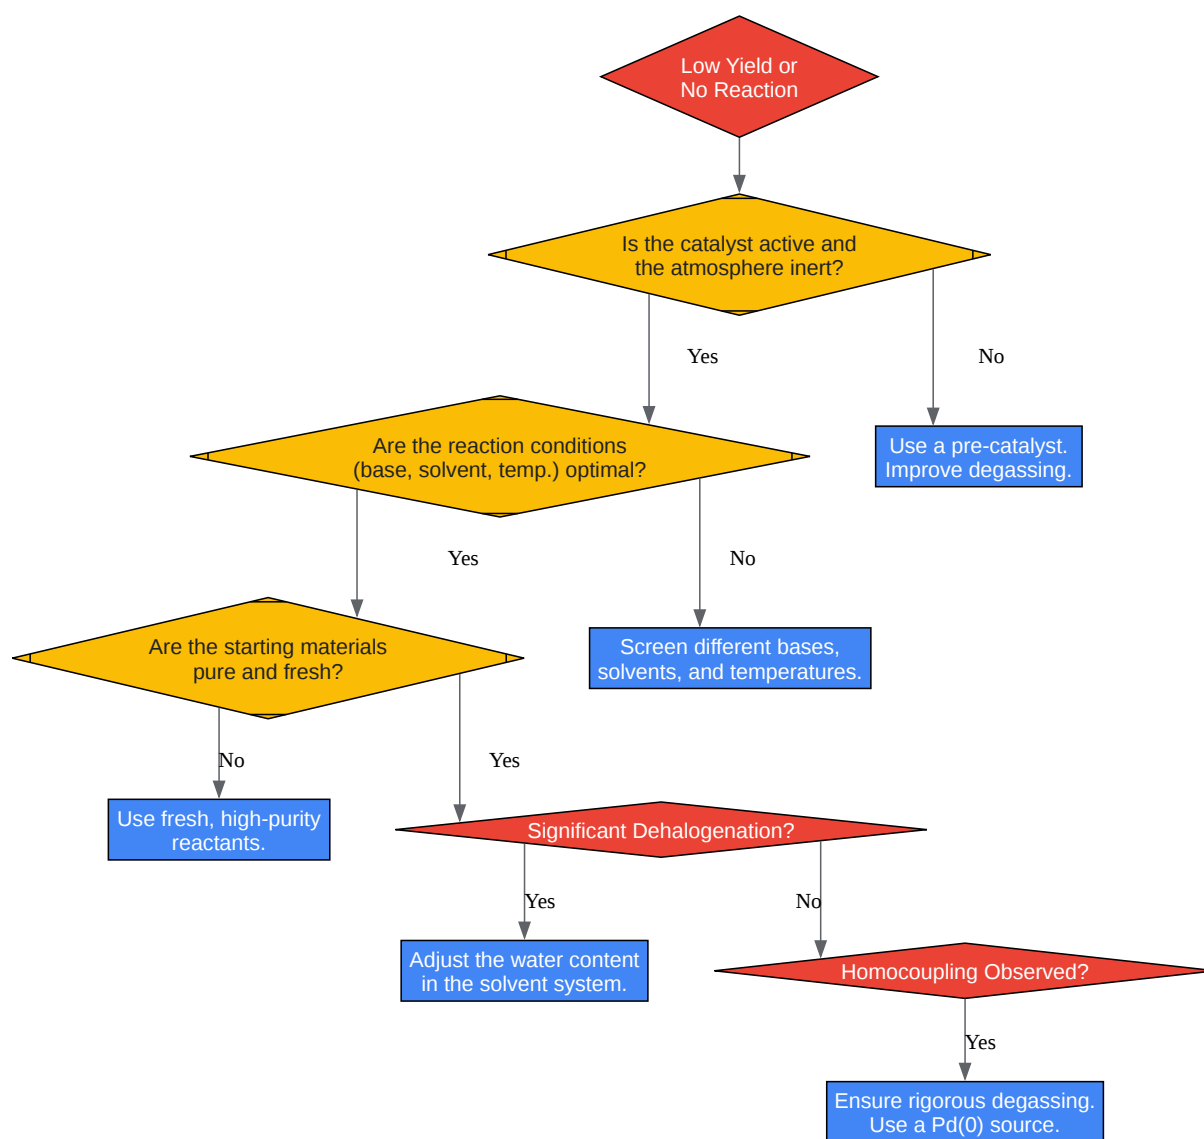 Low Yield or
No Reaction
Is the catalyst active and
the atmosphere inert?
Yes
No
Are the reaction conditions
(base, solvent, temp.) optimal?
Use a pre-catalyst.
Improve degassing.
Yes
No
Are the starting materials
pure and fresh?
Screen different bases,
solvents, and temperatures.
No
Yes
Use fresh, high-purity
reactants.
Significant Dehalogenation?
Yes
No
Adjust the water content
in the solvent system.
Homocoupling Observed?
Yes
Ensure rigorous degassing.
Use a Pd(0) source.